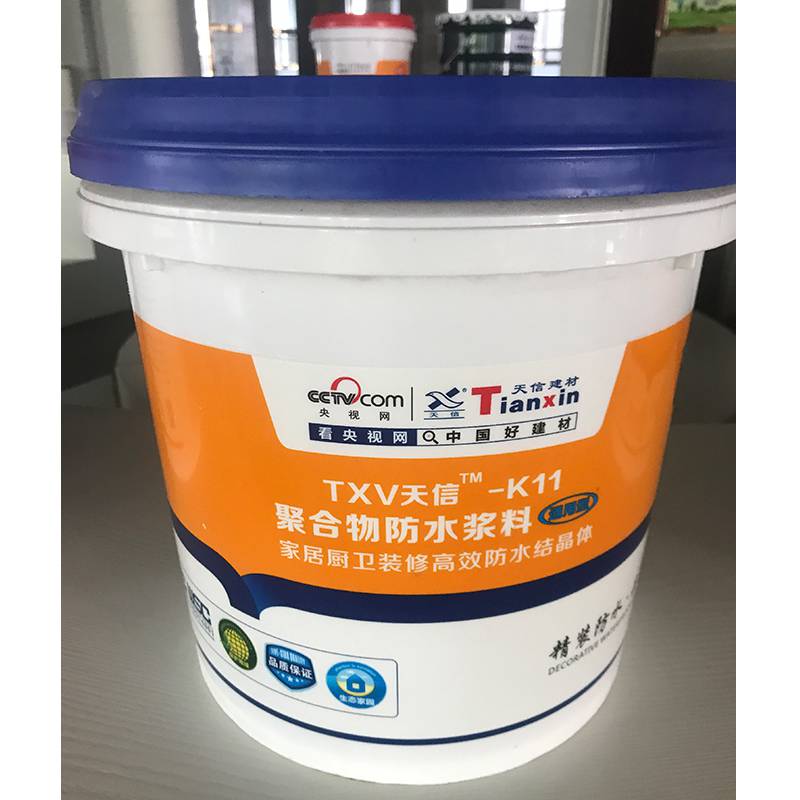 CCTV.com
央视网
天信
®
天信建材
Tianxin
看央视网 中国好建材
TXV天信™-K11
聚合物防水浆料 通用型
家居厨卫装修高效防水结晶体
精装防水
DECORATIVE
品质保证
生态家园